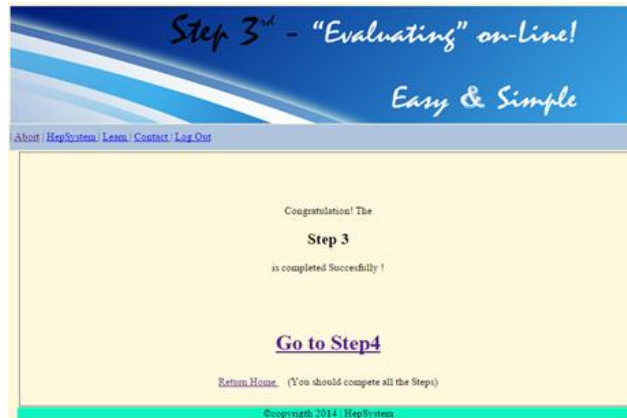 Step 3rd - “Evaluating” on-Line!
Easy & Simple
| Abort | HepSystem | Learn | Contact | Log Out
Congratulation! The
Step 3
is completed Succesfully !
Go to Step4
Return Home (You should compete all the Steps)
©copyrigth 2014 | HepSystem